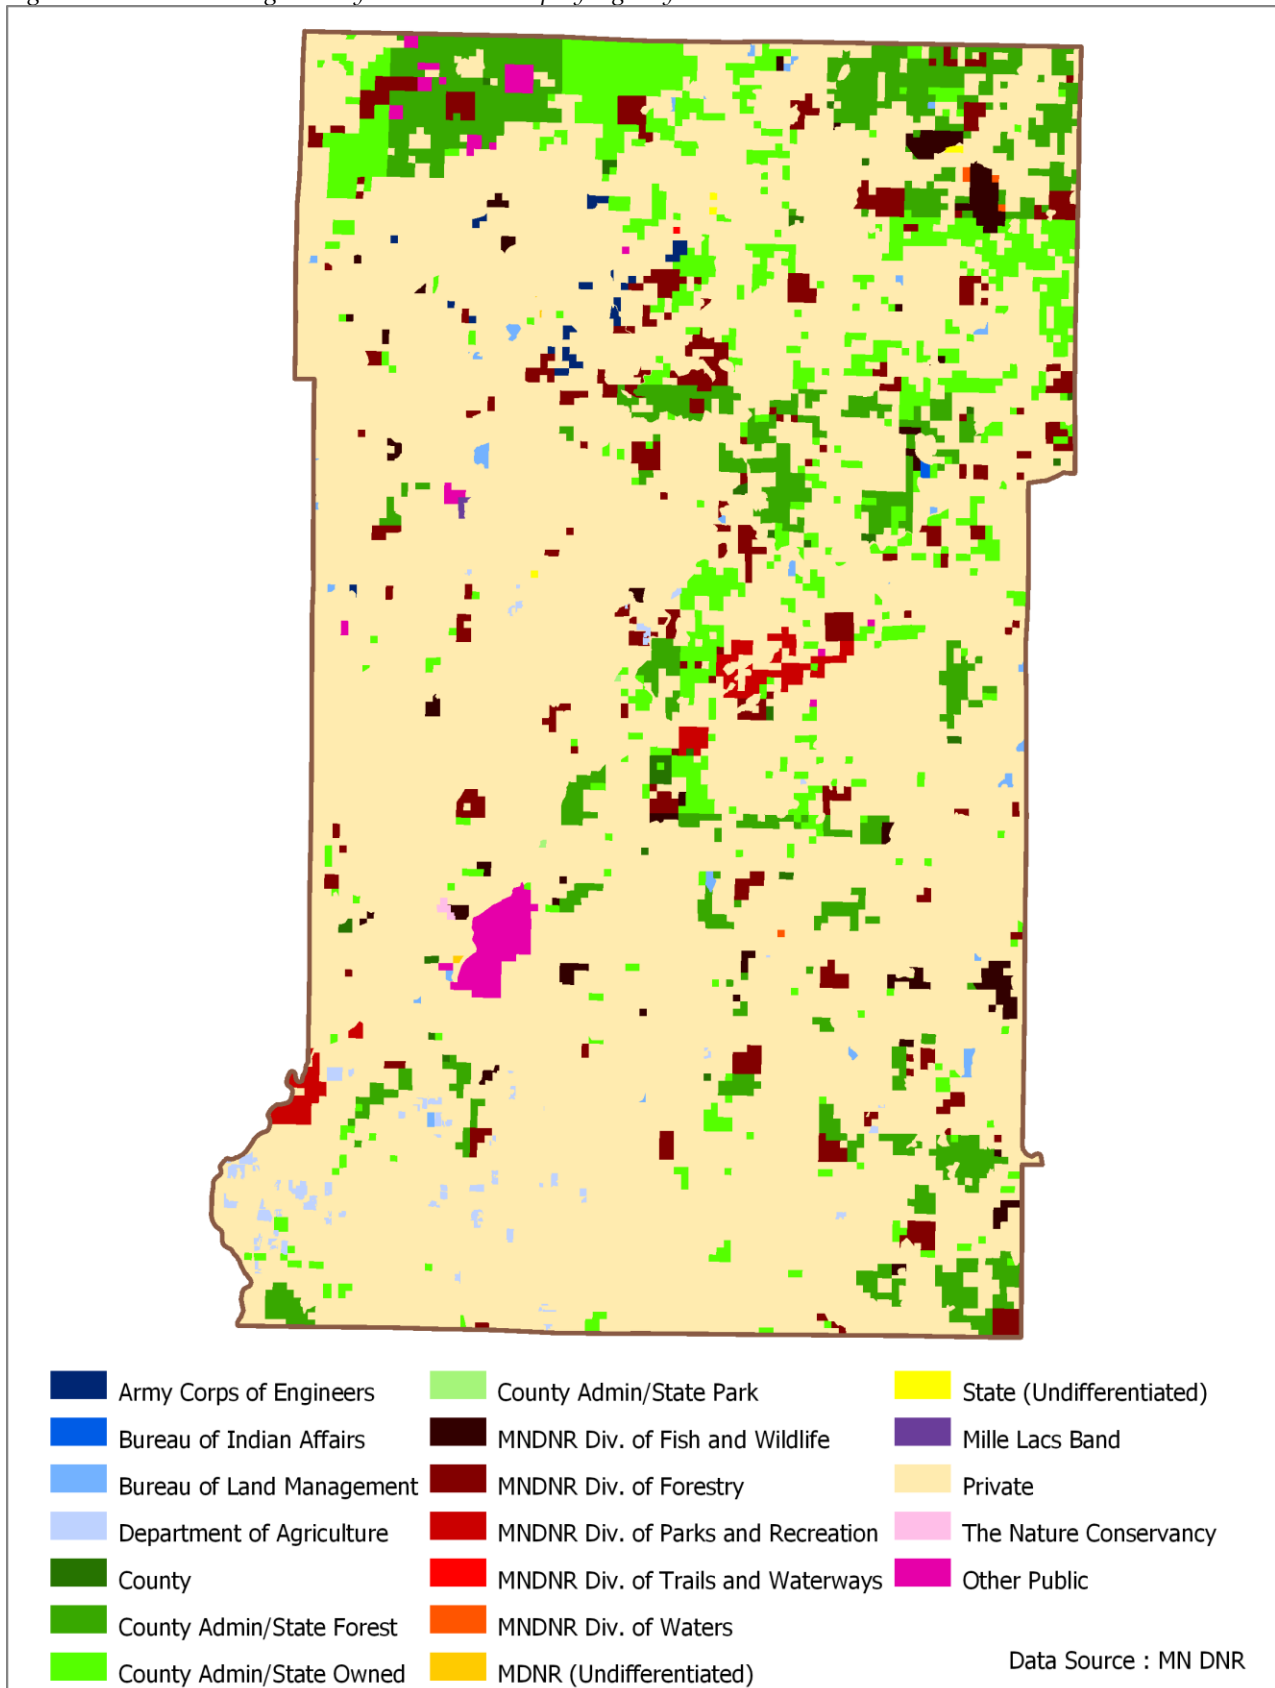 Army Corps of Engineers
Bureau of Indian Affairs
Bureau of Land Management
Department of Agriculture
County
County Admin/State Forest
County Admin/State Owned
County Admin/State Park
MNDNR Div. of Fish and Wildlife
MNDNR Div. of Forestry
MNDNR Div. of Parks and Recreation
MNDNR Div. of Trails and Waterways
MNDNR Div. of Waters
MDNR (Undifferentiated)
State (Undifferentiated)
Mille Lacs Band
Private
The Nature Conservancy
Other Public
Data Source : MN DNR